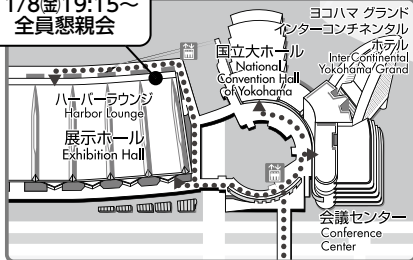 1/8㊎19:15〜
全員懇親会
ハーバーラウンジ
Harbor Lounge
展示ホール
Exhibition Hall
国立大ホール
National
Convention Hall
of Yokohama
ヨコハマ グランド
インターコンチネンタル
ホテル
InterContinental
Yokohama Grand
会議センター
Conference
Center